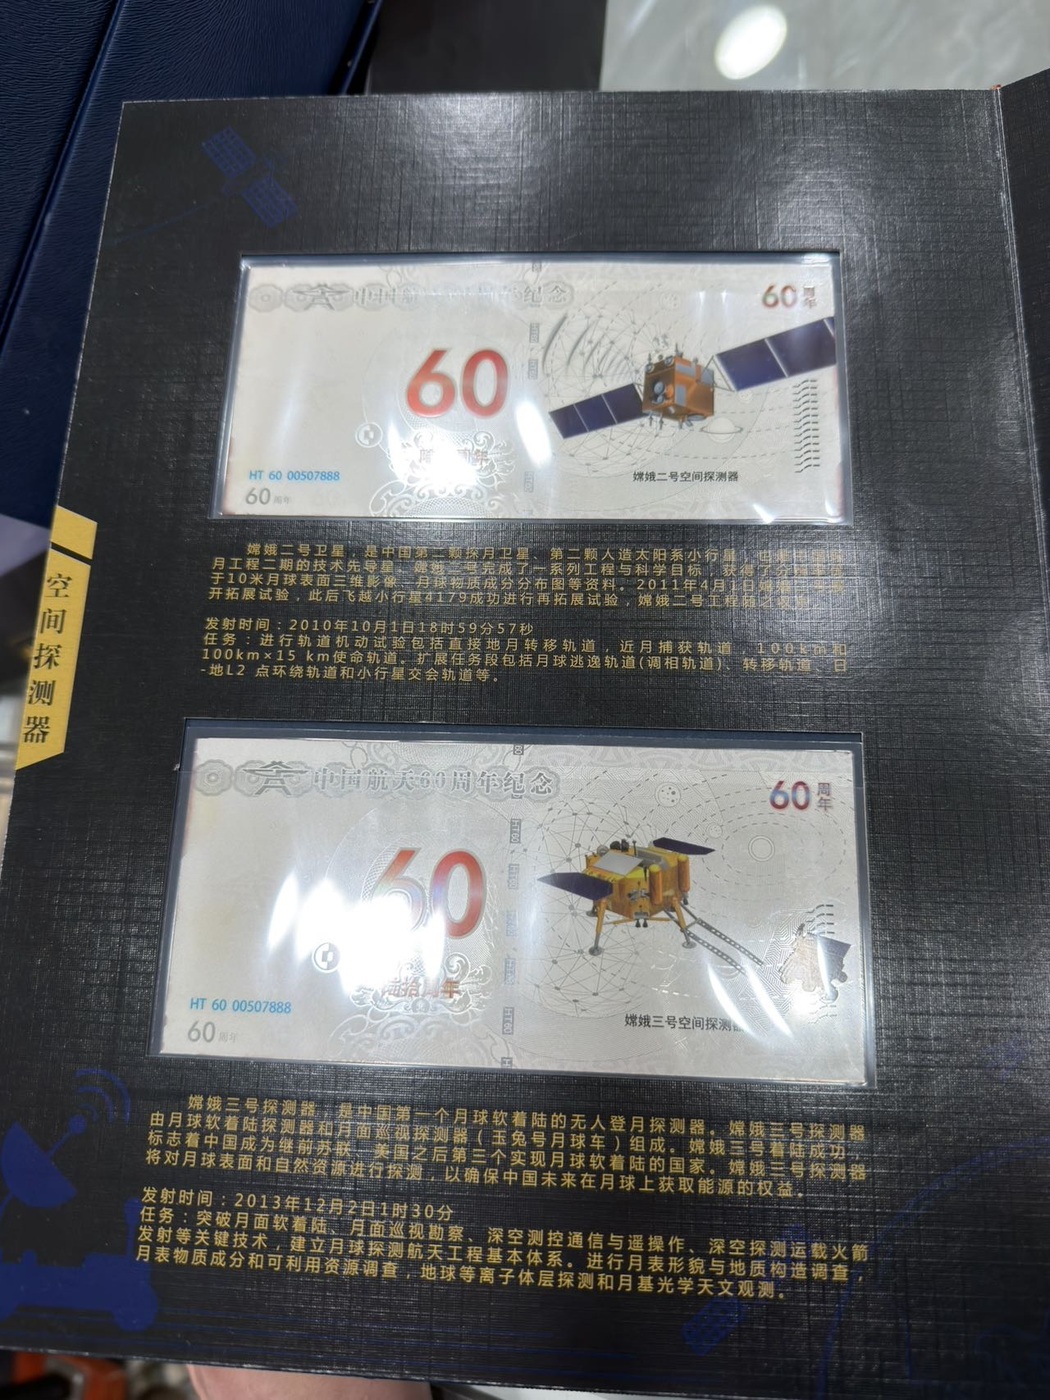 中国航天60周年纪念
60周年
60
HT 60 00507888
60周年
嫦娥二号空间探测器
嫦娥二号卫星，是中国第二颗探月卫星、第二颗人造太阳系小行星，
月工程二期的技术先导星。嫦娥二号完成了一系列工程与科学目标，获得了
于10米月球表面三维影像、月球物质成分分布图等资料。2011年4月1日
开拓展试验，此后飞越小行星4179成功进行再拓展试验，嫦娥二号工程
发射时间：2010年10月1日18时59分57秒
任务：进行轨道机动试验包括直接地月转移轨道，近月捕获轨道，100km和
100km×15 km使命轨道。扩展任务段包括月球逃逸轨道(调相轨道)、转移轨道、日
-地L2 点环绕轨道和小行星交会轨道等。
空间探测器
中国航天60周年纪念
60周年
60
HT 60 00507888
60周年
嫦娥三号空间探测
嫦娥三号探测器，是中国第一个月球软着陆的无人登月探测器。嫦娥三号探测器
由月球软着陆探测器和月面巡视探测器（玉兔号月球车）组成。嫦娥三号着陆成功，
标志着中国成为继前苏联、美国之后第三个实现月球软着陆的国家。嫦娥三号探测器
将对月球表面和自然资源进行探源，以确保中国未来在月球上获取能源的权益。
发射时间：2013年12月2日1时30分
任务：突破月面软着陆、月面巡视勘察、深空测控通信与遥操作、深空探测运载火箭
发射等关键技术，建立月球探测航天工程基本体系。进行月表形貌与地质构造调查，
月表物质成分和可利用资源调查，地球等离子体层探测和月基光学天文观测。